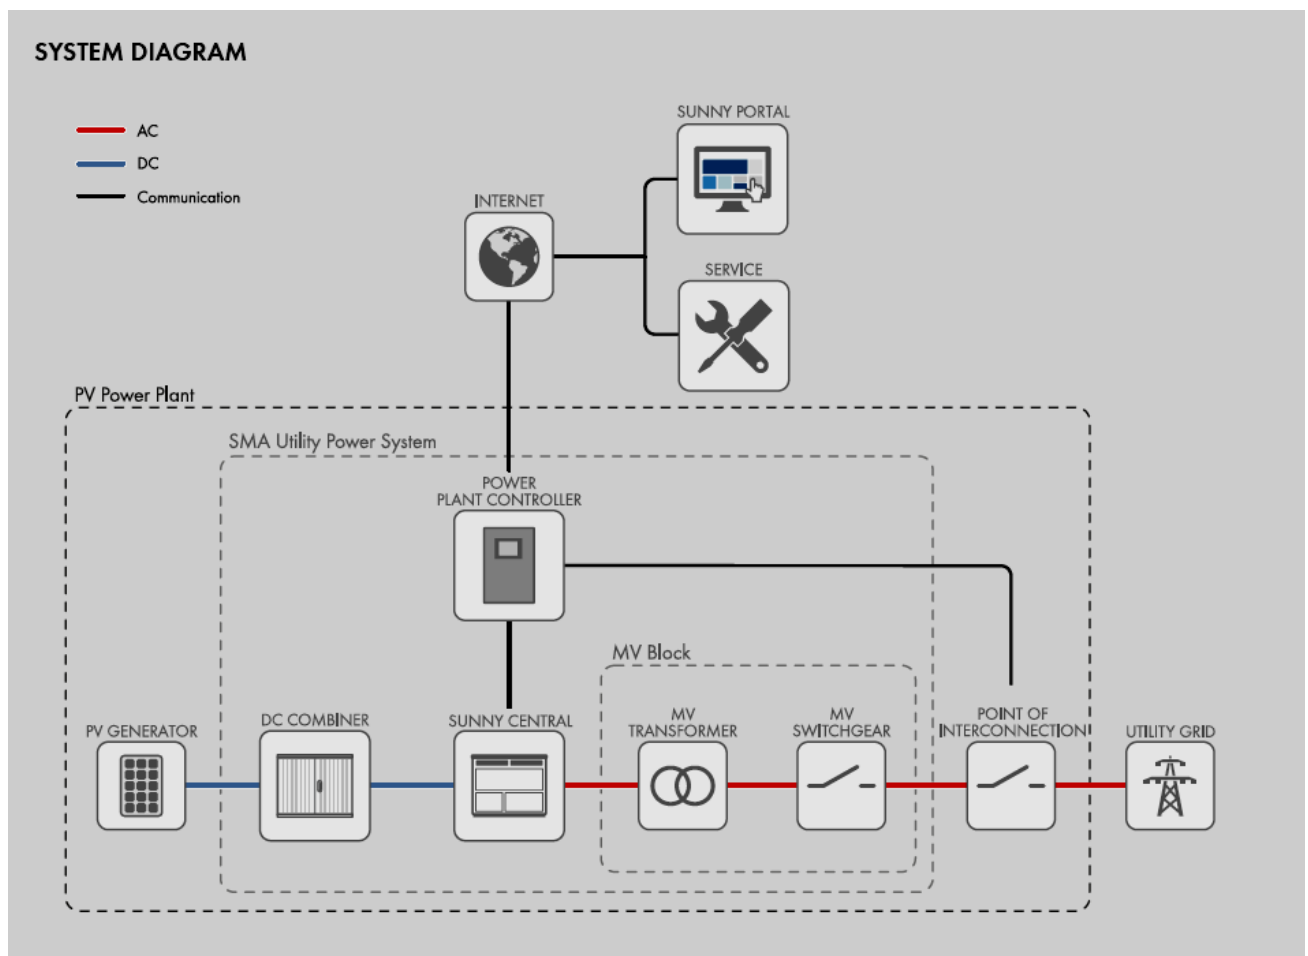 SYSTEM DIAGRAM
AC
DC
Communication
SUNNY PORTAL
INTERNET
SERVICE
PV Power Plant
SMA Utility Power System
POWER
PLANT CONTROLLER
MV Block
PV GENERATOR
DC COMBINER
SUNNY CENTRAL
MV
TRANSFORMER
MV
SWITCHGEAR
POINT OF
INTERCONNECTION
UTILITY GRID